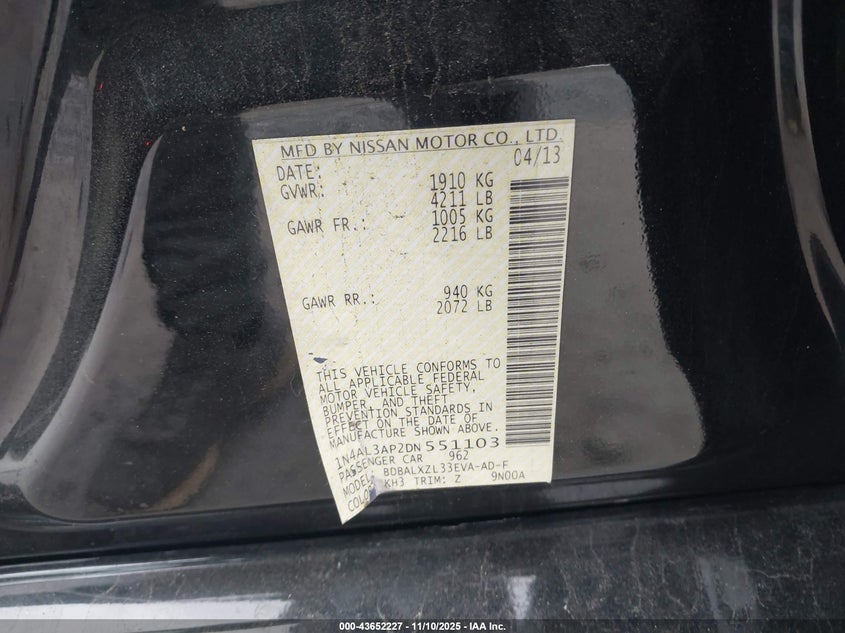 MFD BY NISSAN MOTOR CO., LTD.
DATE: 04/13
GVWR: 1910 KG
4211 LB
GAWR FR.: 1005 KG
2216 LB
GAWR RR.: 940 KG
2072 LB
THIS VEHICLE CONFORMS TO
ALL APPLICABLE FEDERAL
MOTOR VEHICLE SAFETY,
BUMPER, AND THEFT
PREVENTION STANDARDS IN
EFFECT ON THE DATE OF
MANUFACTURE SHOWN ABOVE.
1N4AL3AP2DN551103
PASSENGER CAR 962
MODEL: BDBALXZL33EVA-AD-F
COLOR: KH3 TRIM: Z 9N00A
000-43652227 - 11/10/2025 - IAA Inc.